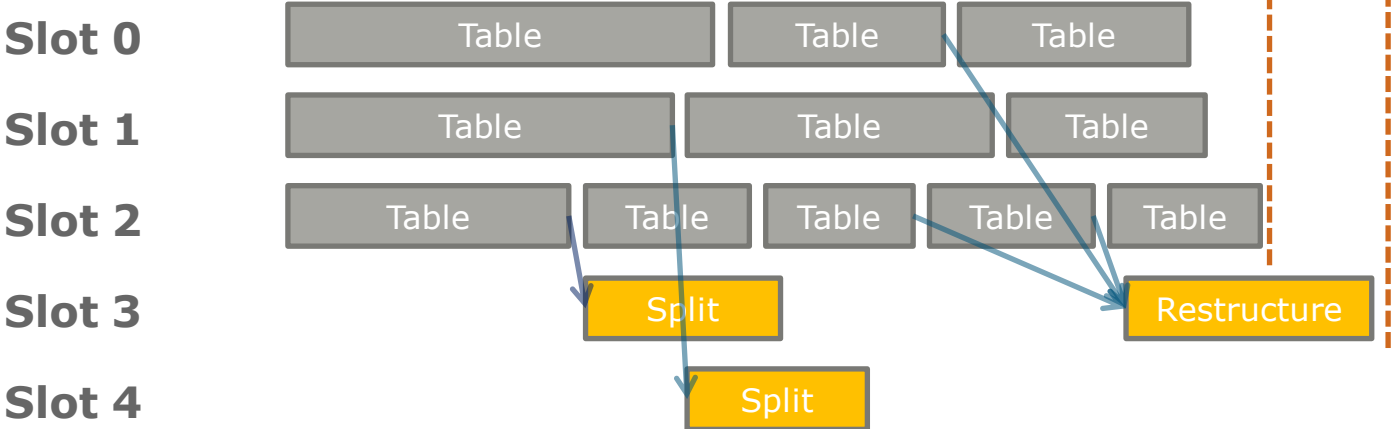 Slot 0 Table Table Table
Slot 1 Table Table Table
Slot 2 Table Table Table Table Table
Slot 3 Split Restructure
Slot 4 Split